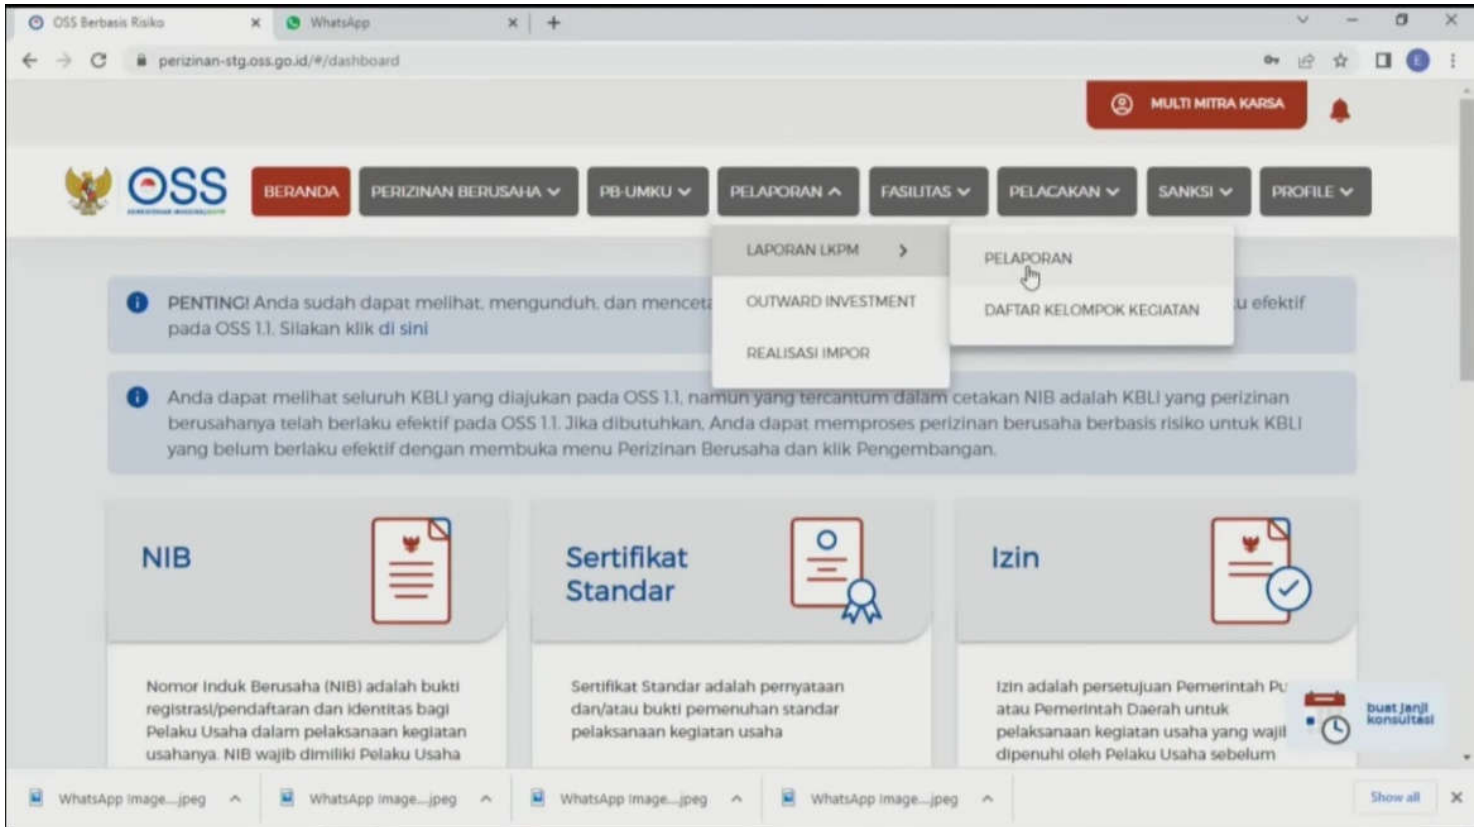 OSS Berbasis Risiko
WhatsApp
perizinan-stg.oss.go.id/#/dashboard
E
MULTI MITRA KARSA
OSS
BERANDA
PERIZINAN BERUSAHA
PB-UMKU
PELAPORAN
FASILITAS
PELACAKAN
SANKSI
PROFILE
LAPORAN LKPM
OUTWARD INVESTMENT
REALISASI IMPOR
PELAPORAN
DAFTAR KELOMPOK KEGIATAN
PENTING! Anda sudah dapat melihat, mengunduh, dan menceta
u efektif
pada OSS 1.1. Silakan klik di sini
Anda dapat melihat seluruh KBLI yang diajukan pada OSS 1.1, namun yang tercantum dalam cetakan NIB adalah KBLI yang perizinan
berusahanya telah berlaku efektif pada OSS 1.1. Jika dibutuhkan, Anda dapat memproses perizinan berusaha berbasis risiko untuk KBLI
yang belum berlaku efektif dengan membuka menu Perizinan Berusaha dan klik Pengembangan.
NIB
Nomor Induk Berusaha (NIB) adalah bukti
registrasi/pendaftaran dan identitas bagi
Pelaku Usaha dalam pelaksanaan kegiatan
usahanya. NIB wajib dimiliki Pelaku Usaha
Sertifikat
Standar
Sertifikat Standar adalah pernyataan
dan/atau bukti pemenuhan standar
pelaksanaan kegiatan usaha
Izin
Izin adalah persetujuan Pemerintah Pu
atau Pemerintah Daerah untuk
pelaksanaan kegiatan usaha yang waji
dipenuhi oleh Pelaku Usaha sebelum
buat janji
konsultasi
WhatsApp Image....jpeg
WhatsApp Image....jpeg
WhatsApp Image....jpeg
WhatsApp Image....jpeg
Show all